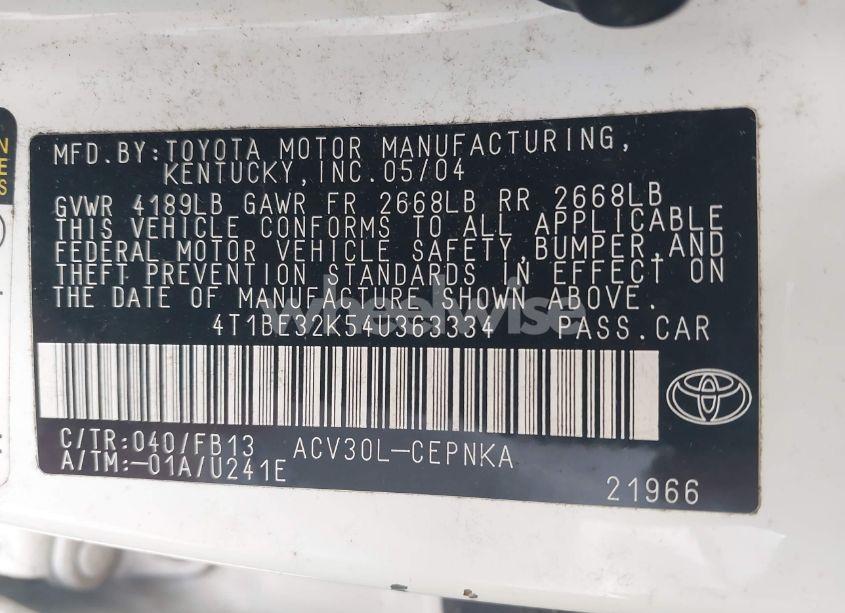 MFD.BY:TOYOTA MOTOR MANUFACTURING,
KENTUCKY,INC.05/04
GVWR 4189LB GAWR FR 2668LB RR 2668LB
THIS VEHICLE CONFORMS TO ALL APPLICABLE
FEDERAL MOTOR VEHICLE SAFETY,BUMPER,AND
THEFT PREVENTION STANDARDS IN EFFECT ON
THE DATE OF MANUFACTURE SHOWN ABOVE.
wheelwise
4T1BE32K54U363334 PASS.CAR
C/TR:040/FB13 ACV30L-CEPNKA
A/TM:-01A/U241E
21966